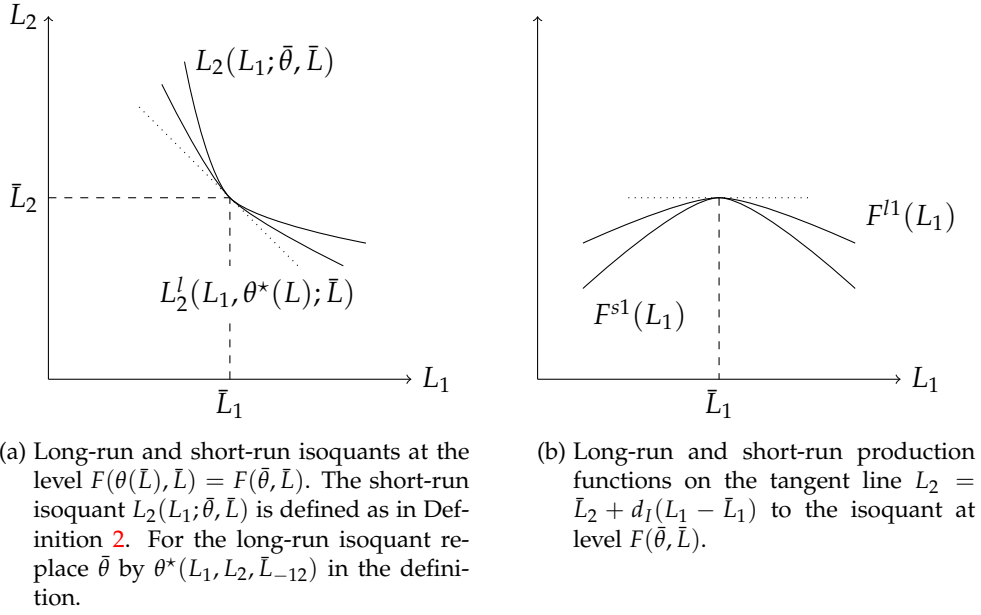 L₂
L₂(L₁; θ̄, L̄)
L̄₂
L₂ˡ(L₁, θ⋆(L); L̄)
L̄₁
L₁
Fˡ¹(L₁)
Fˢ¹(L₁)
L̄₁
L₁
(a) Long-run and short-run isoquants at the
level F(θ(L̄), L̄) = F(θ̄, L̄). The short-run
isoquant L₂(L₁; θ̄, L̄) is defined as in Def-
inition 2. For the long-run isoquant re-
place θ̄ by θ⋆(L₁, L₂, L̄₋₁₂) in the defini-
tion.
(b) Long-run and short-run production
functions on the tangent line L₂ =
L̄₂ + d_I(L₁ − L̄₁) to the isoquant at
level F(θ̄, L̄).